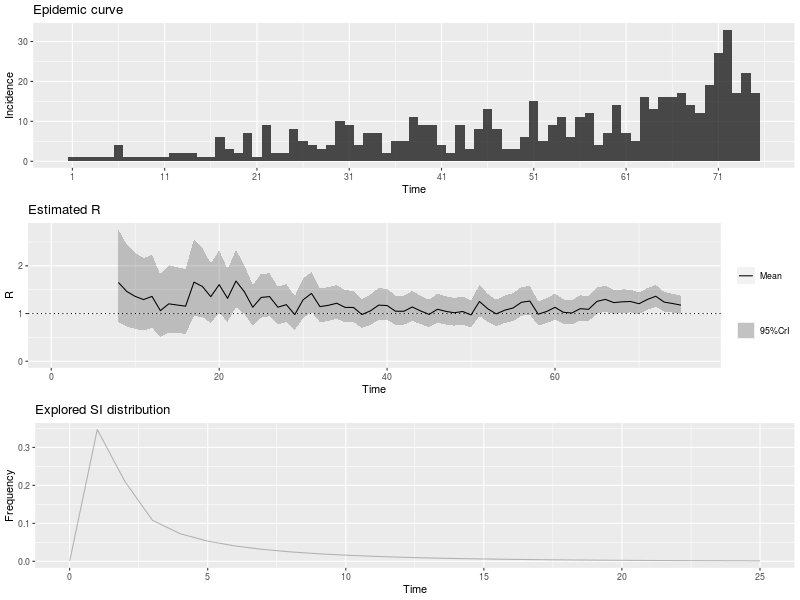 Epidemic curve
Incidence
30
20
10
0
1 11 21 31 41 51 61 71
Time
Estimated R
R
2
1
0
0 20 40 60
Time
Mean
95%CrI
Explored SI distribution
Frequency
0.3
0.2
0.1
0.0
0 5 10 15 20 25
Time